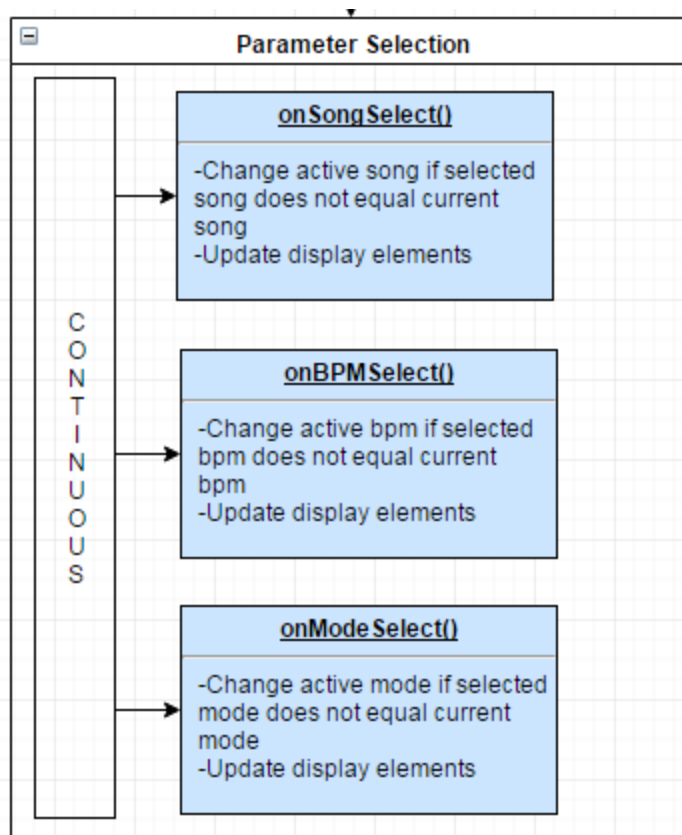 Parameter Selection
CONTINUOUS
onSongSelect()
-Change active song if selected
song does not equal current
song
-Update display elements
onBPMSelect()
-Change active bpm if selected
bpm does not equal current
bpm
-Update display elements
onModeSelect()
-Change active mode if selected
mode does not equal current
mode
-Update display elements